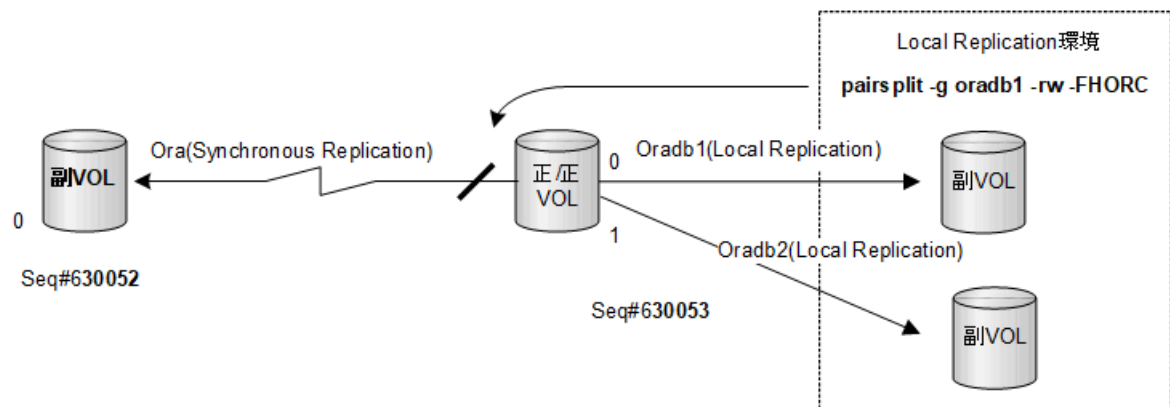 Local Replication環境
pairsplit -g oradb1 -rw -FHORC
Ora(Synchronous Replication)
副VOL
0
Seq#630052
正/正
VOL
0
1
Oradb1(Local Replication)
副VOL
Oradb2(Local Replication)
Seq#630053
副VOL